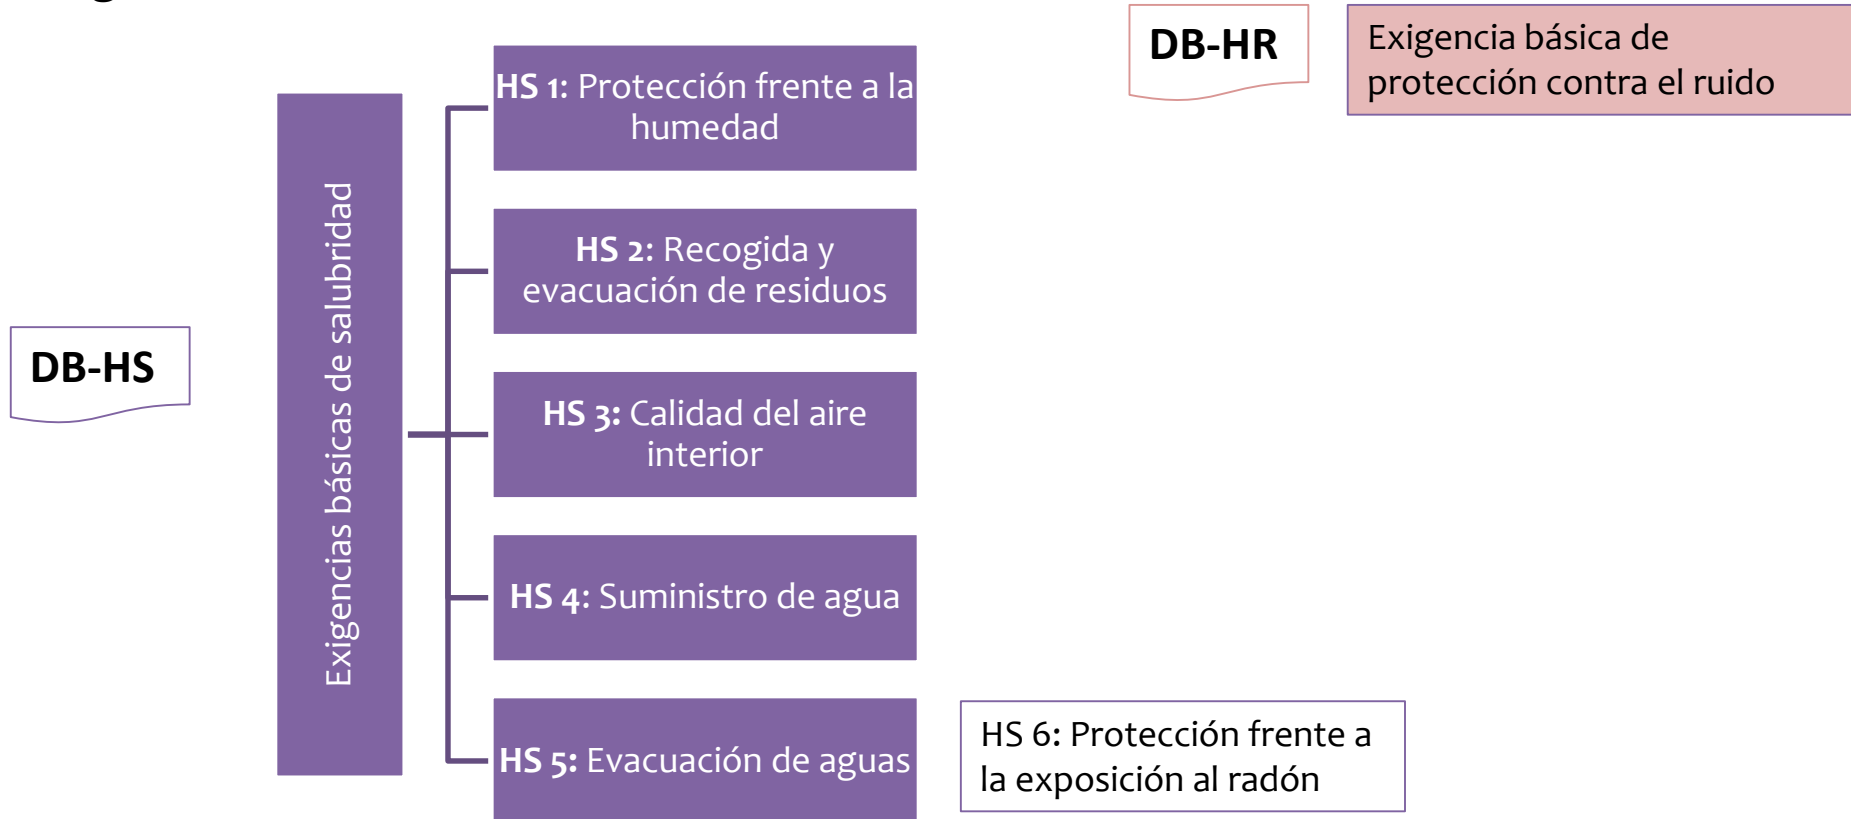 DB-HR
Exigencia básica de
protección contra el ruido
DB-HS
Exigencias básicas de salubridad
HS 1: Protección frente a la
humedad
HS 2: Recogida y
evacuación de residuos
HS 3: Calidad del aire
interior
HS 4: Suministro de agua
HS 5: Evacuación de aguas
HS 6: Protección frente a
la exposición al radón